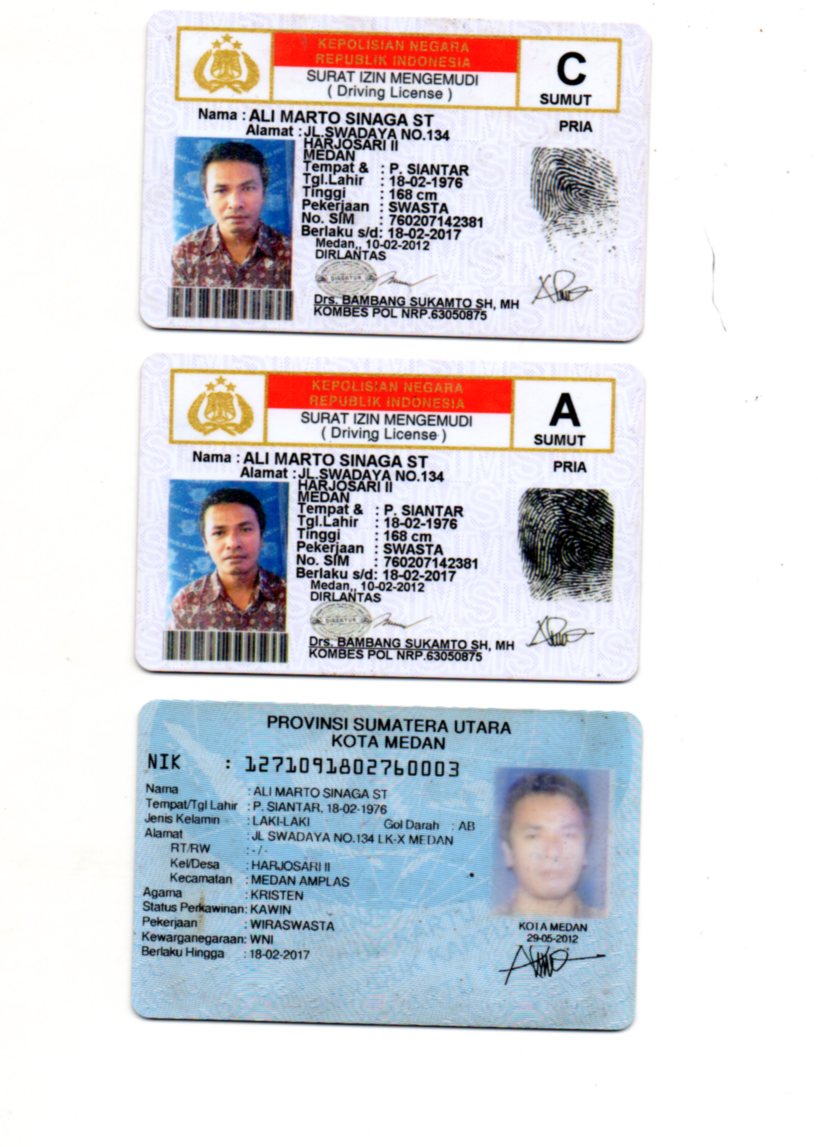 KEPOLISIAN NEGARA
REPUBLIK INDONESIA
SURAT IZIN MENGEMUDI
( Driving License )
C
SUMUT
Nama : ALI MARTO SINAGA ST
PRIA
Alamat : JL.SWADAYA NO.134
HARJOSARI II
MEDAN
Tempat & : P. SIANTAR
Tgl.Lahir : 18-02-1976
Tinggi : 168 cm
Pekerjaan : SWASTA
No. SIM : 760207142381
Berlaku s/d: 18-02-2017
Medan,, 10-02-2012
DIRLANTAS
DIREKTUR
Drs. BAMBANG SUKAMTO SH, MH
KOMBES POL NRP.63050875
KEPOLISIAN NEGARA
REPUBLIK INDONESIA
SURAT IZIN MENGEMUDI
( Driving License )
A
SUMUT
Nama : ALI MARTO SINAGA ST
PRIA
Alamat : JL.SWADAYA NO.134
HARJOSARI II
MEDAN
Tempat & : P. SIANTAR
Tgl.Lahir : 18-02-1976
Tinggi : 168 cm
Pekerjaan : SWASTA
No. SIM : 760207142381
Berlaku s/d: 18-02-2017
Medan,, 10-02-2012
DIRLANTAS
DIREKTUR
Drs. BAMBANG SUKAMTO SH, MH
KOMBES POL NRP.63050875
PROVINSI SUMATERA UTARA
KOTA MEDAN
NIK : 1271091802760003
Nama : ALI MARTO SINAGA ST
Tempat/Tgl Lahir : P. SIANTAR, 18-02-1976
Jenis Kelamin : LAKI-LAKI Gol Darah : AB
Alamat : JL SWADAYA NO.134 LK-X MEDAN
RT/RW : - / -
Kel/Desa : HARJOSARI II
Kecamatan : MEDAN AMPLAS
Agama : KRISTEN
Status Perkawinan: KAWIN
Pekerjaan : WIRASWASTA
Kewarganegaraan: WNI
Berlaku Hingga : 18-02-2017
KOTA MEDAN
29-05-2012